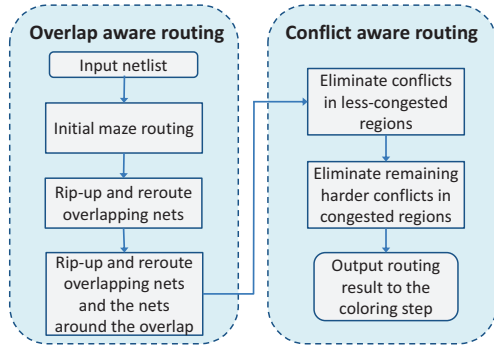 Overlap aware routing
Input netlist
Initial maze routing
Rip-up and reroute
overlapping nets
Rip-up and reroute
overlapping nets
and the nets
around the overlap
Conflict aware routing
Eliminate conflicts
in less-congested
regions
Eliminate remaining
harder conflicts in
congested regions
Output routing
result to the
coloring step